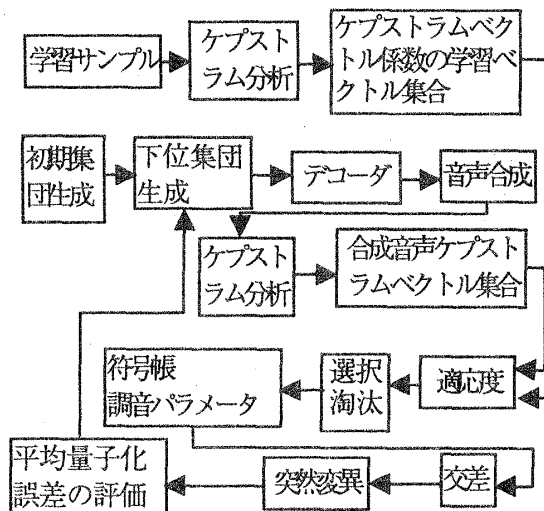 学習サンプル
ケプスト
ラム分析
ケプストラムベク
トル係数の学習ベ
クトル集合
初期集
団生成
下位集団
生成
デコーダ
音声合成
ケプスト
ラム分析
合成音声ケプスト
ラムベクトル集合
符号帳
調音パラメータ
選択
淘汰
適応度
平均量子化
誤差の評価
突然変異
交差